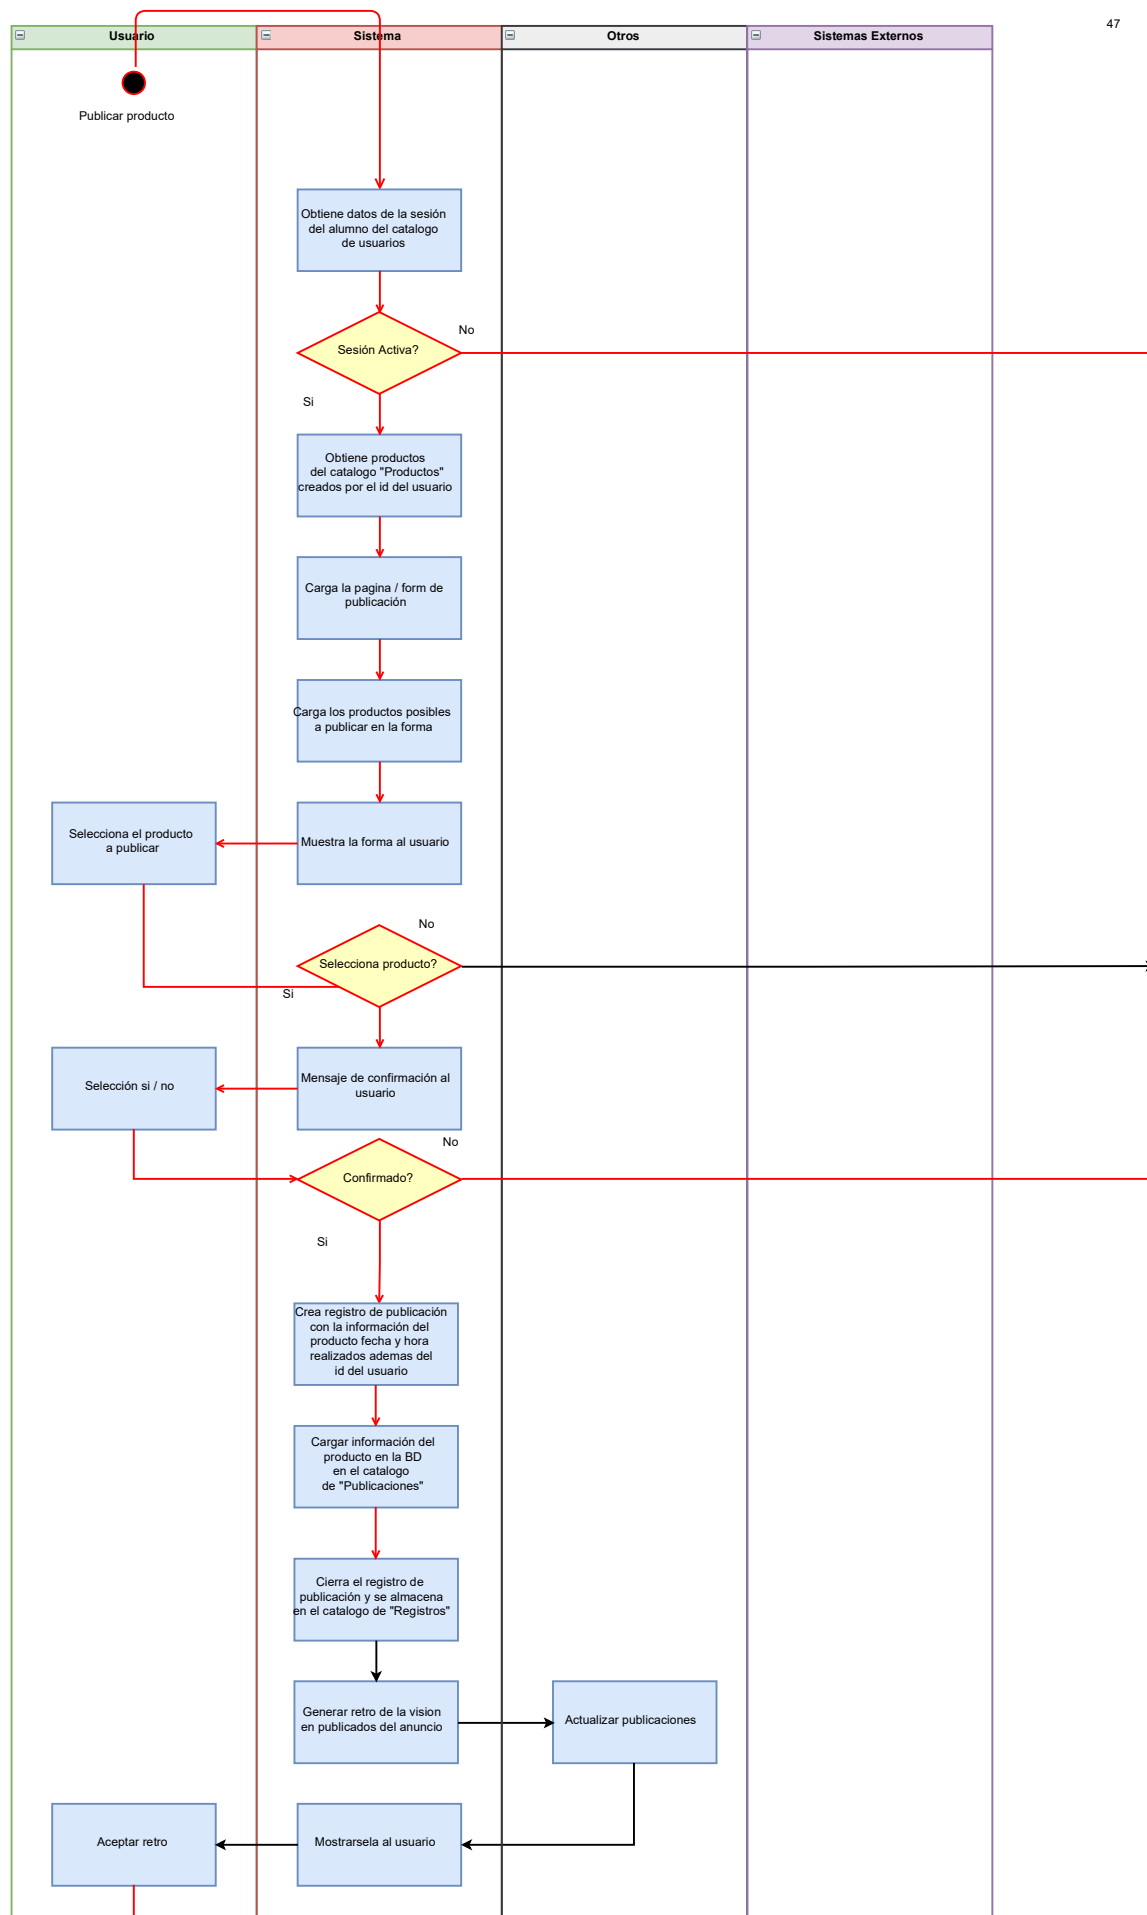 47
Usuario
Sistema
Otros
Sistemas Externos
Publicar producto
Obtiene datos de la sesión
del alumno del catalogo
de usuarios
No
Sesión Activa?
Si
Obtiene productos
del catalogo "Productos"
creados por el id del usuario
Carga la pagina / form de
publicación
Carga los productos posibles
a publicar en la forma
Selecciona el producto
a publicar
Muestra la forma al usuario
No
Selecciona producto?
Si
Selección si / no
Mensaje de confirmación al
usuario
No
Confirmado?
Si
Crea registro de publicación
con la información del
producto fecha y hora
realizados ademas del
id del usuario
Cargar información del
producto en la BD
en el catalogo
de "Publicaciones"
Cierra el registro de
publicación y se almacena
en el catalogo de "Registros"
Generar retro de la vision
en publicados del anuncio
Actualizar publicaciones
Aceptar retro
Mostrarsela al usuario